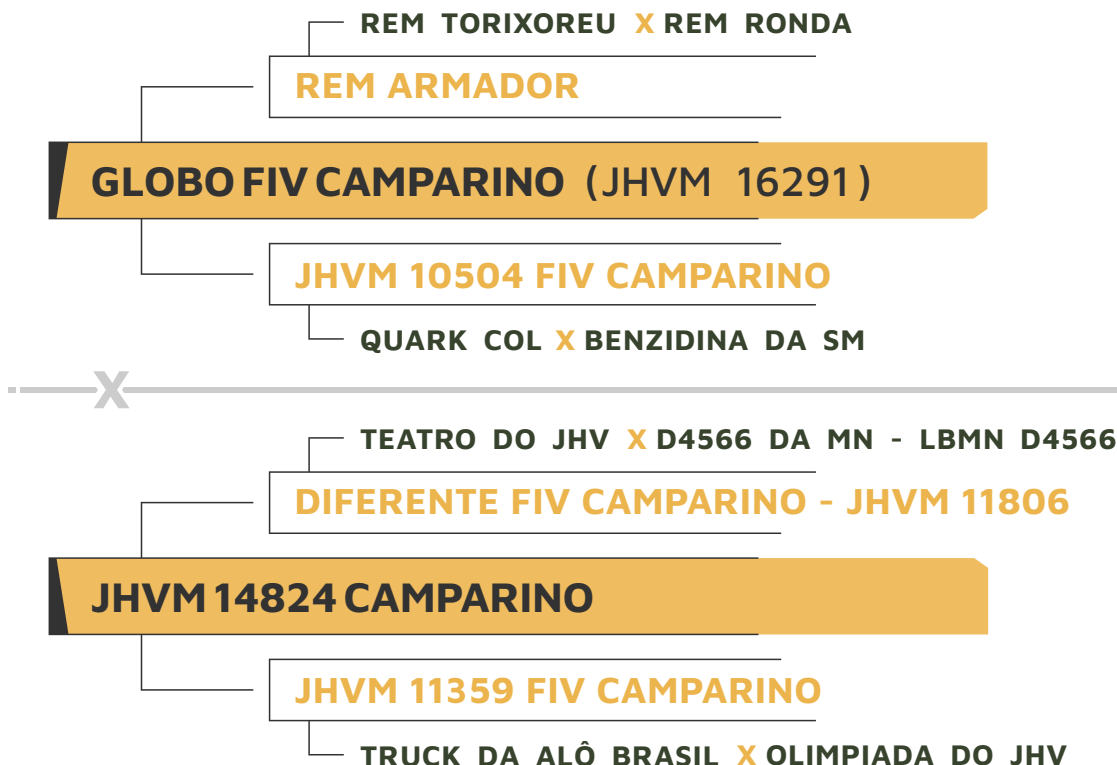 REM TORIXOREU X REM RONDA
REM ARMADOR
GLOBO FIV CAMPARINO (JHVM 16291)
JHVM 10504 FIV CAMPARINO
QUARK COL X BENZIDINA DA SM
X
TEATRO DO JHV X D4566 DA MN - LBMN D4566
DIFERENTE FIV CAMPARINO - JHVM 11806
JHVM 14824 CAMPARINO
JHVM 11359 FIV CAMPARINO
TRUCK DA ALÔ BRASIL X OLIMPIADA DO JHV